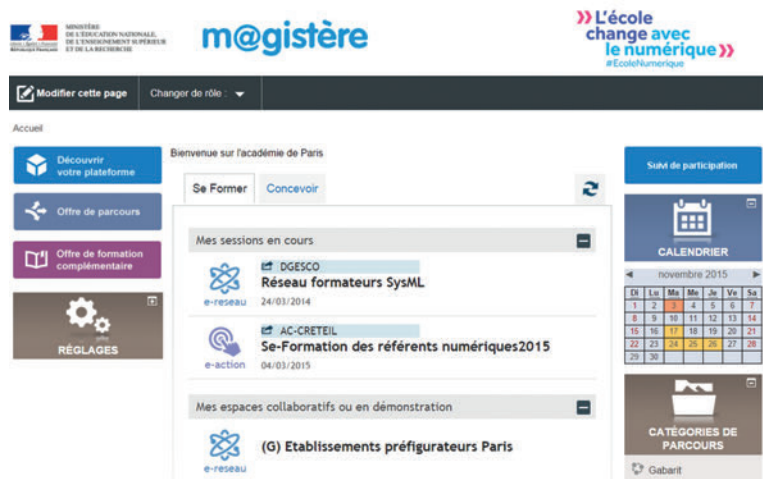 MINISTÈRE
DE L'ÉDUCATION NATIONALE,
DE L'ENSEIGNEMENT SUPÉRIEUR
ET DE LA RECHERCHE
m@gistère
L'école
change avec
le numérique
#EcoleNumerique
Modifier cette page
Changer de rôle :
Accueil
Découvrir
votre plateforme
Offre de parcours
Offre de formation
complémentaire
RÉGLAGES
Bienvenue sur l'académie de Paris
Se Former
Concevoir
Mes sessions en cours
e-reseau
DGESCO
Réseau formateurs SysML
24/03/2014
e-action
AC-CRETEIL
Se-Formation des référents numériques2015
04/03/2015
Mes espaces collaboratifs ou en démonstration
e-reseau
(G) Etablissements préfigurateurs Paris
Suivi de participation
CALENDRIER
novembre 2015
Di Lu Ma Me Je Ve Sa
1 2 3 4 5 6 7
8 9 10 11 12 13 14
15 16 17 18 19 20 21
22 23 24 25 26 27 28
29 30
CATÉGORIES DE
PARCOURS
Gabarit